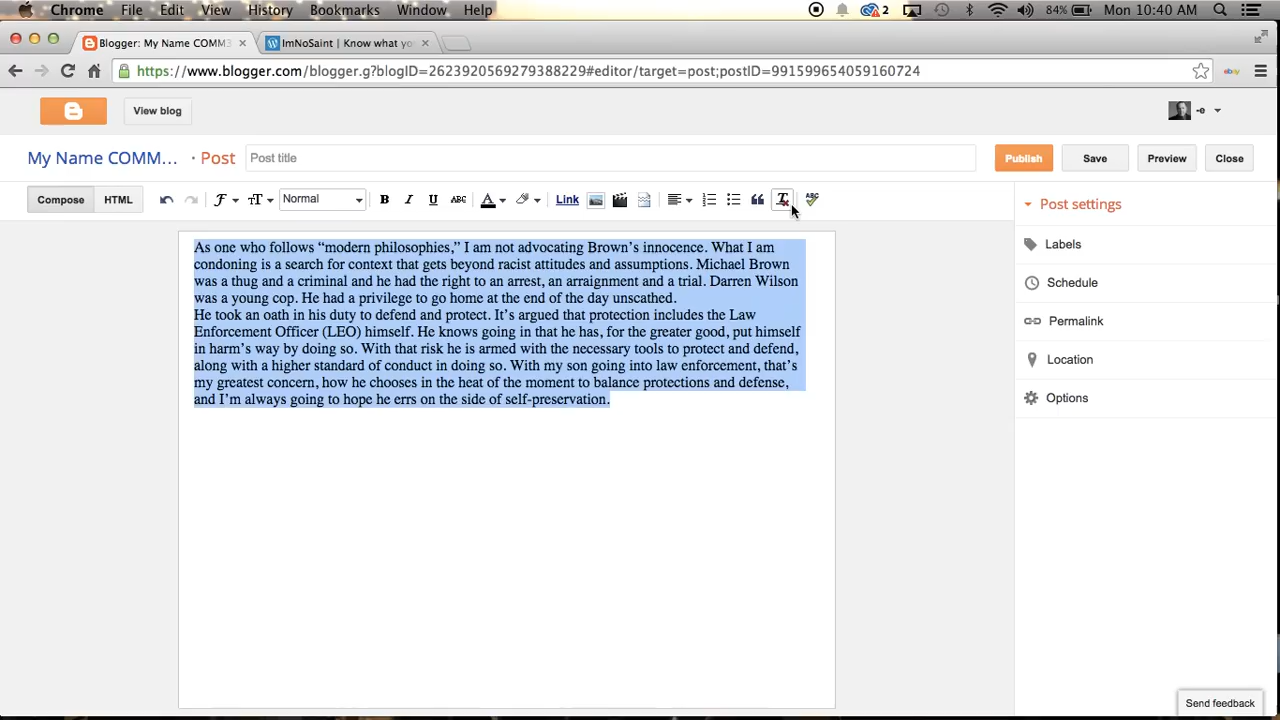 Chrome File Edit View History Bookmarks Window Help 2 84% Mon 10:40 AM
Blogger: My Name COMM3 ImNoSaint | Know what yo
https://www.blogger.com/blogger.g?blogID=2623920569279388229#editor/target=post;postID=991599654059160724 ebay
View blog -e
My Name COMM… · Post Post title Publish Save Preview Close
Compose HTML Normal B I U ABC A Link ABC
Post settings
Labels
Schedule
Permalink
Location
Options
As one who follows “modern philosophies,” I am not advocating Brown’s innocence. What I am
condoning is a search for context that gets beyond racist attitudes and assumptions. Michael Brown
was a thug and a criminal and he had the right to an arrest, an arraignment and a trial. Darren Wilson
was a young cop. He had a privilege to go home at the end of the day unscathed.
He took an oath in his duty to defend and protect. It’s argued that protection includes the Law
Enforcement Officer (LEO) himself. He knows going in that he has, for the greater good, put himself
in harm’s way by doing so. With that risk he is armed with the necessary tools to protect and defend,
along with a higher standard of conduct in doing so. With my son going into law enforcement, that’s
my greatest concern, how he chooses in the heat of the moment to balance protections and defense,
and I’m always going to hope he errs on the side of self-preservation.
Send feedback